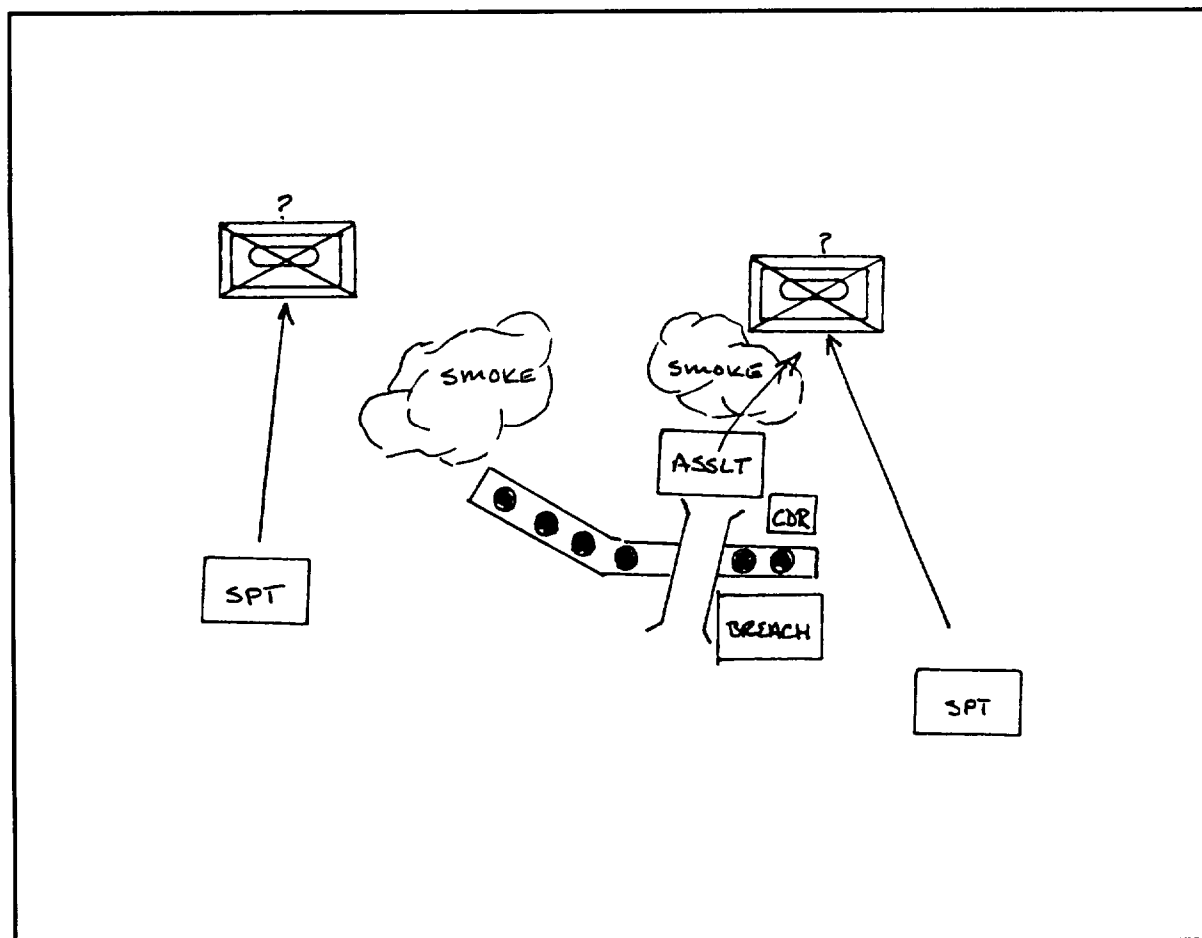 ?
?
SMOKE
SMOKE
ASSLT
CDR
SPT
BREACH
SPT